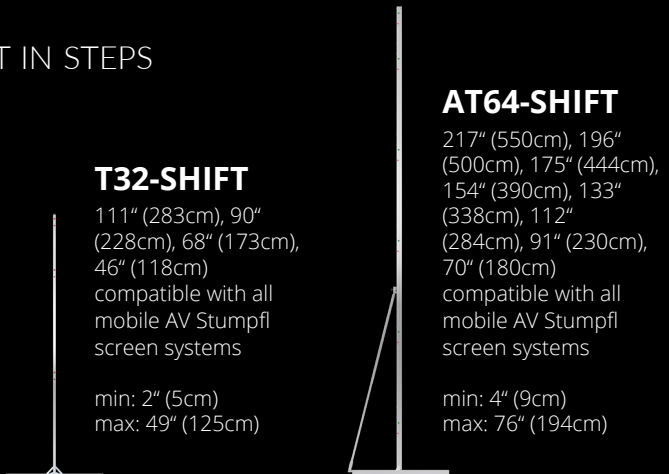 T IN STEPS
T32-SHIFT
111“ (283cm), 90“
(228cm), 68“ (173cm),
46“ (118cm)
compatible with all
mobile AV Stumpfl
screen systems
min: 2“ (5cm)
max: 49“ (125cm)
AT64-SHIFT
217“ (550cm), 196“
(500cm), 175“ (444cm),
154“ (390cm), 133“
(338cm), 112“
(284cm), 91“ (230cm),
70“ (180cm)
compatible with all
mobile AV Stumpfl
screen systems
min: 4“ (9cm)
max: 76“ (194cm)